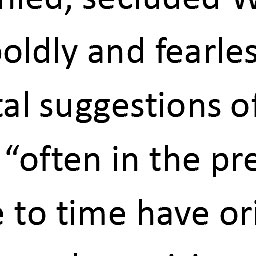 secluded
boldly and fearles
tal suggestions of
“often in the pre
e to time have ori